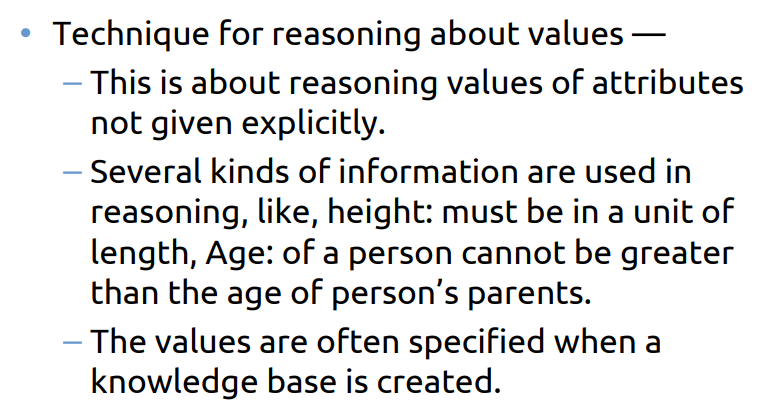 • Technique for reasoning about values —
– This is about reasoning values of attributes
not given explicitly.
– Several kinds of information are used in
reasoning, like, height: must be in a unit of
length, Age: of a person cannot be greater
than the age of person’s parents.
– The values are often specified when a
knowledge base is created.